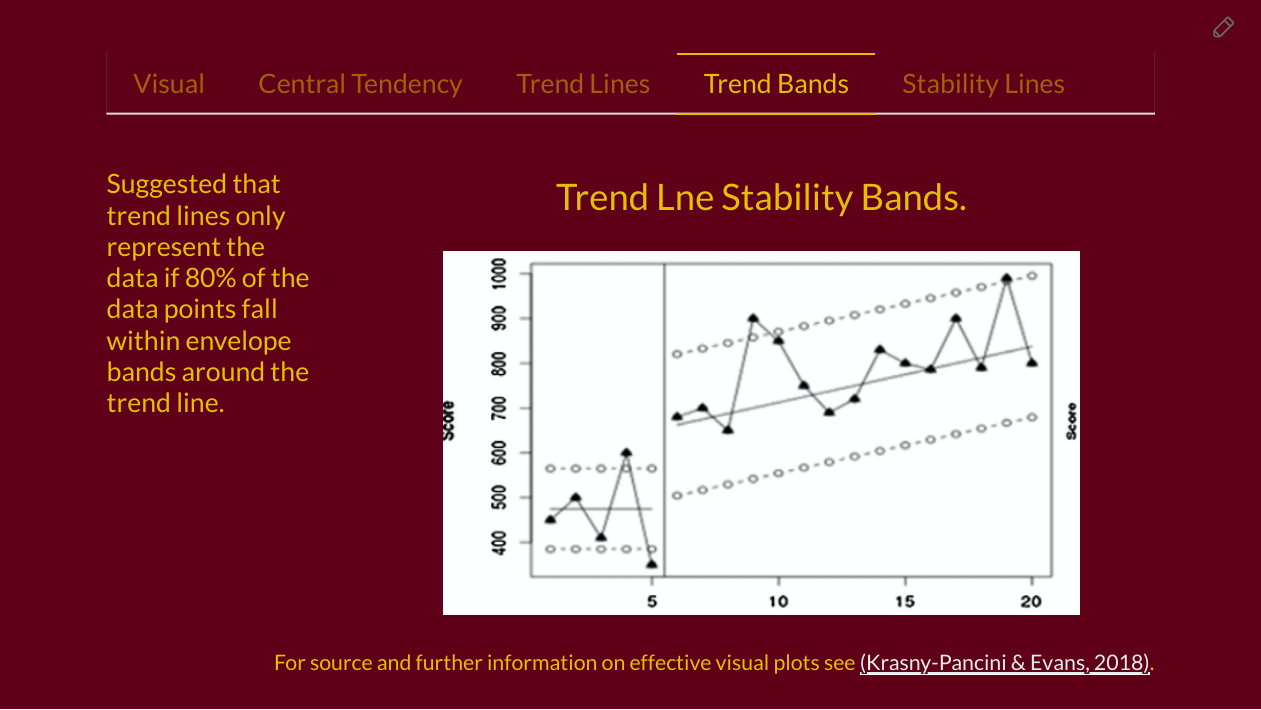 Visual Central Tendency Trend Lines Trend Bands Stability Lines
Suggested that
trend lines only
represent the
data if 80% of the
data points fall
within envelope
bands around the
trend line.
Trend Lne Stability Bands.
1000
900
800
700
600
500
400
Score
Score
5 10 15 20
For source and further information on effective visual plots see (Krasny-Pancini & Evans, 2018).